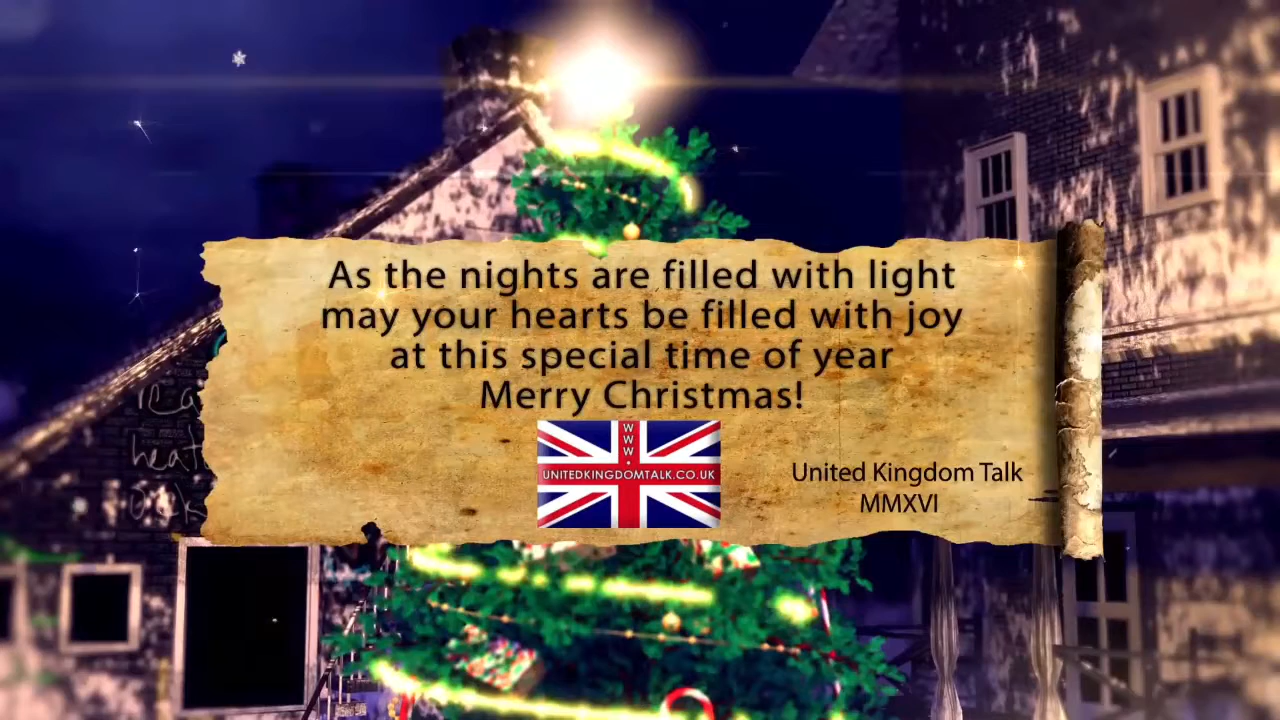 As the nights are filled with light
may your hearts be filled with joy
at this special time of year
Merry Christmas!
WWW.
UNITEDKINGDOMTALK.CO.UK
United Kingdom Talk
MMXVI